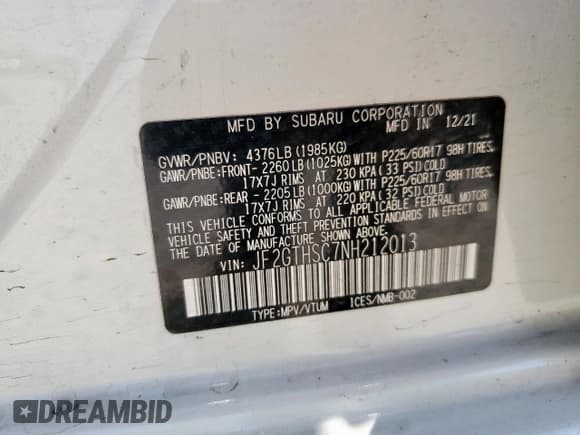 MFD BY SUBARU CORPORATION
MFD IN 12/21
GVWR/PNBV: 4376LB(1985KG)
GAWR/PNBE:FRONT- 2260LB(1025KG)WITH P225/60R17 98H TIRES,
17X7J RIMS AT 230 KPA(33 PSI)COLD
GAWR/PNBE:REAR - 2205LB(1000KG)WITH P225/60R17 98H TIRES,
17X7J RIMS AT 220 KPA(32 PSI)COLD
THIS VEHICLE CONFORMS TO ALL APPLICABLE FEDERAL MOTOR
VEHICLE SAFETY AND THEFT PREVENTION STANDARDS IN EFFECT
ON THE DATE OF MANUFACTURE SHOWN ABOVE.
VIN: JF2GTHSC7NH212013
TYPE:MPV/VTUM ICES/NMB-002
DREAMBID